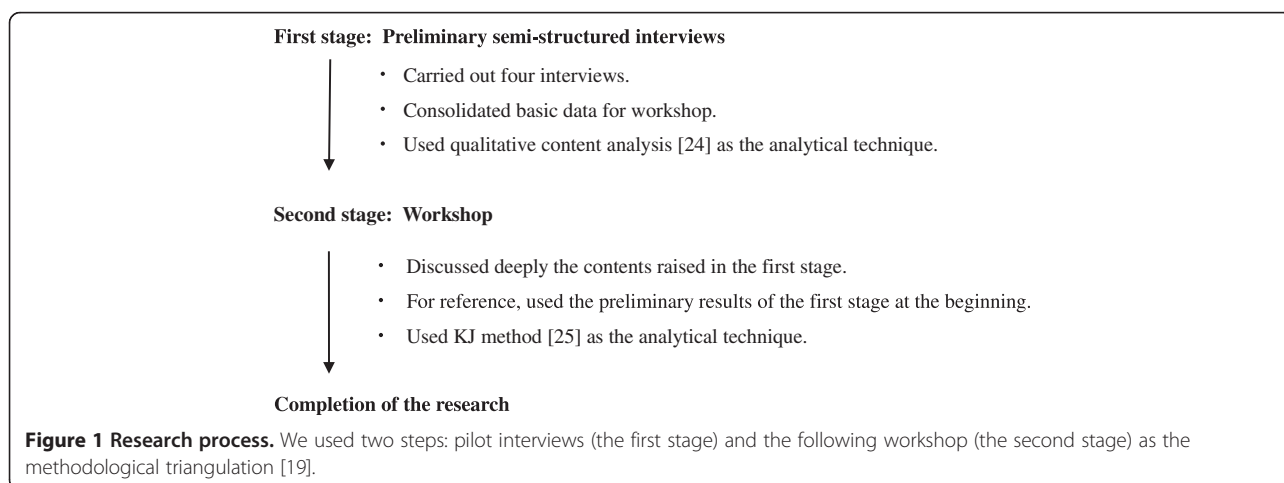 First stage: Preliminary semi-structured interviews
• Carried out four interviews.
• Consolidated basic data for workshop.
• Used qualitative content analysis [24] as the analytical technique.
Second stage: Workshop
• Discussed deeply the contents raised in the first stage.
• For reference, used the preliminary results of the first stage at the beginning.
• Used KJ method [25] as the analytical technique.
Completion of the research
Figure 1 Research process. We used two steps: pilot interviews (the first stage) and the following workshop (the second stage) as the
methodological triangulation [19].